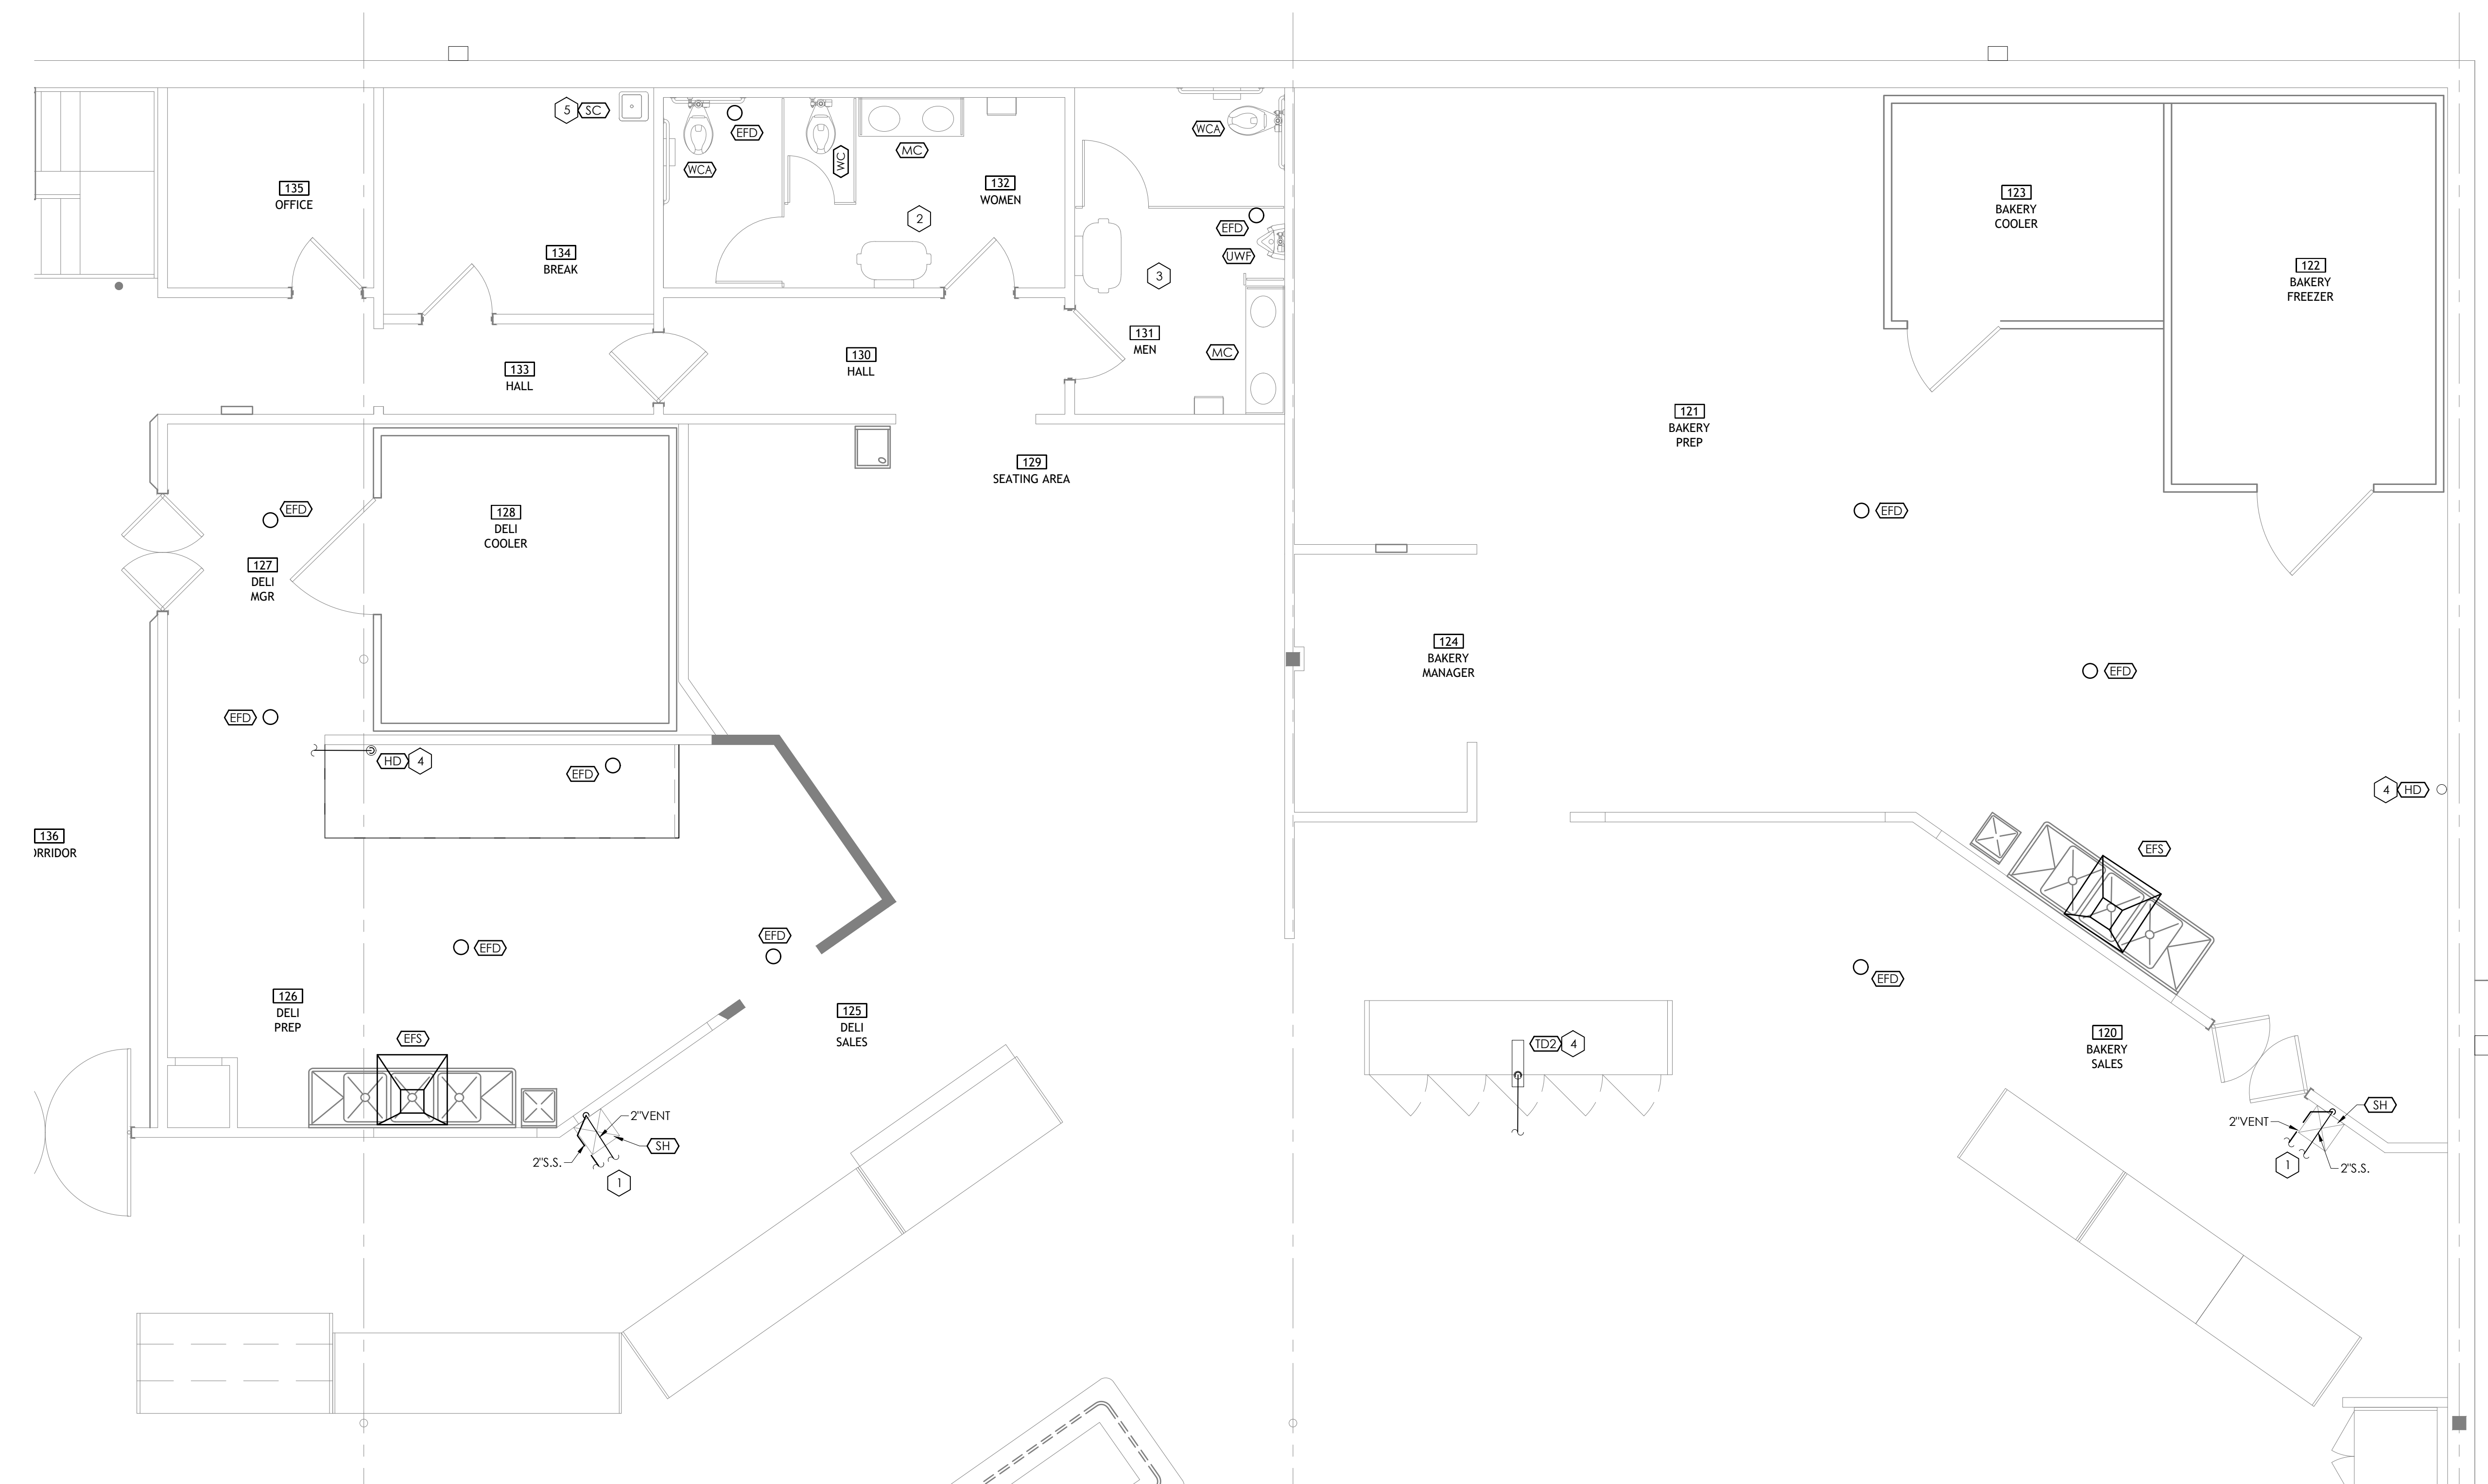 5 SC
EFD
WCA
WC
MC
WCA
135
OFFICE
132
WOMEN
123
BAKERY
COOLER
2
EFD
UWF
134
BREAK
3
122
BAKERY
FREEZER
131
MEN
MC
130
HALL
133
HALL
121
BAKERY
PREP
129
SEATING AREA
EFD
128
DELI
COOLER
EFD
127
DELI
MGR
124
BAKERY
MANAGER
EFD
EFD
HD 4
EFD
4 HD
136
ORRIDOR
EFS
EFD
EFD
EFD
126
DELI
PREP
125
DELI
SALES
120
BAKERY
SALES
EFS
TD2 4
2"VENT
SH
2"S.S.
1
SH
2"VENT
1
2"S.S.